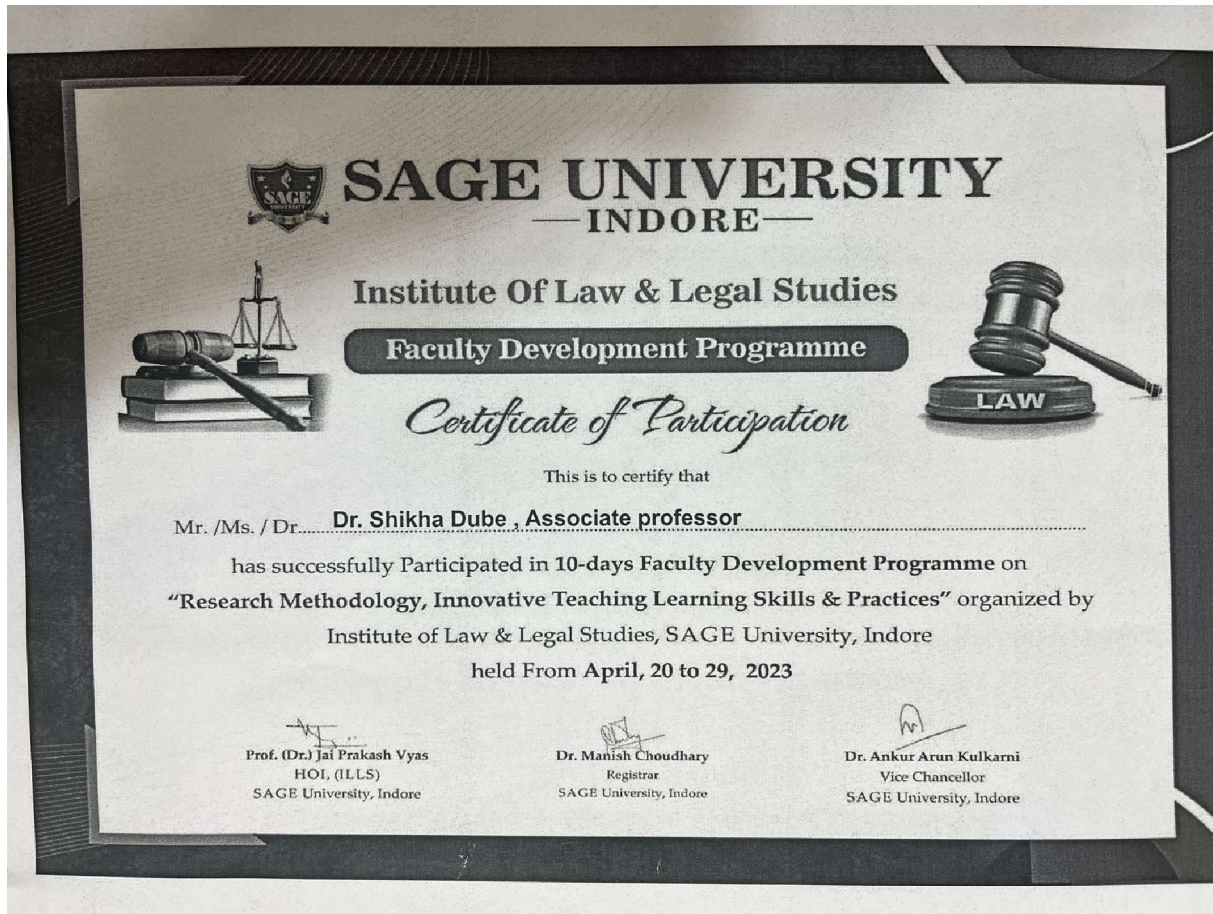 SAGE
UNIVERSITY
SAGE UNIVERSITY
INDORE
Institute Of Law & Legal Studies
Faculty Development Programme
LAW
Certificate of Participation
This is to certify that
Mr. /Ms. / Dr...... Dr. Shikha Dube , Associate professor
has successfully Participated in 10-days Faculty Development Programme on
“Research Methodology, Innovative Teaching Learning Skills & Practices” organized by
Institute of Law & Legal Studies, SAGE University, Indore
held From April, 20 to 29, 2023
Prof. (Dr.) Jai Prakash Vyas
HOI, (ILLS)
SAGE University, Indore
Dr. Manish Choudhary
Registrar
SAGE University, Indore
Dr. Ankur Arun Kulkarni
Vice Chancellor
SAGE University, Indore